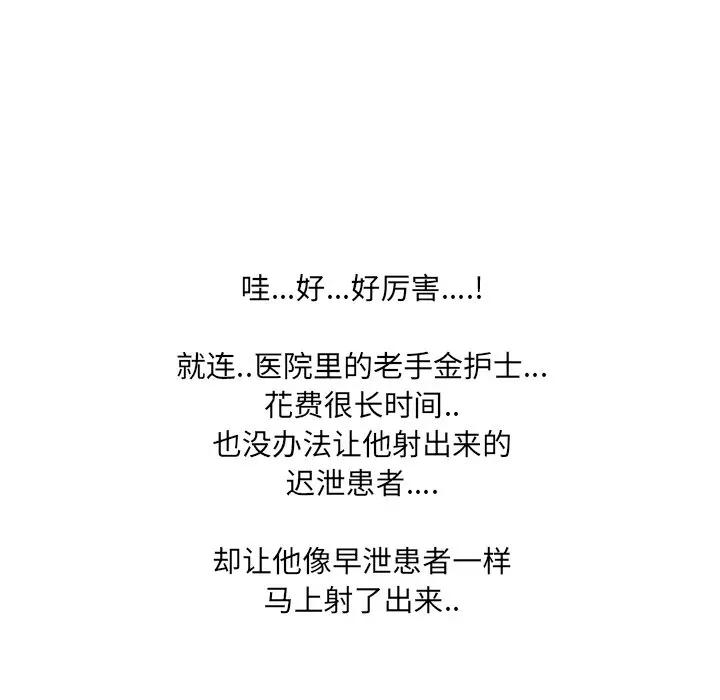 哇...好...好厉害....!
就连..医院里的老手金护士...
花费很长时间..
也没办法让他射出来的
迟泄患者....
却让他像早泄患者一样
马上射了出来..